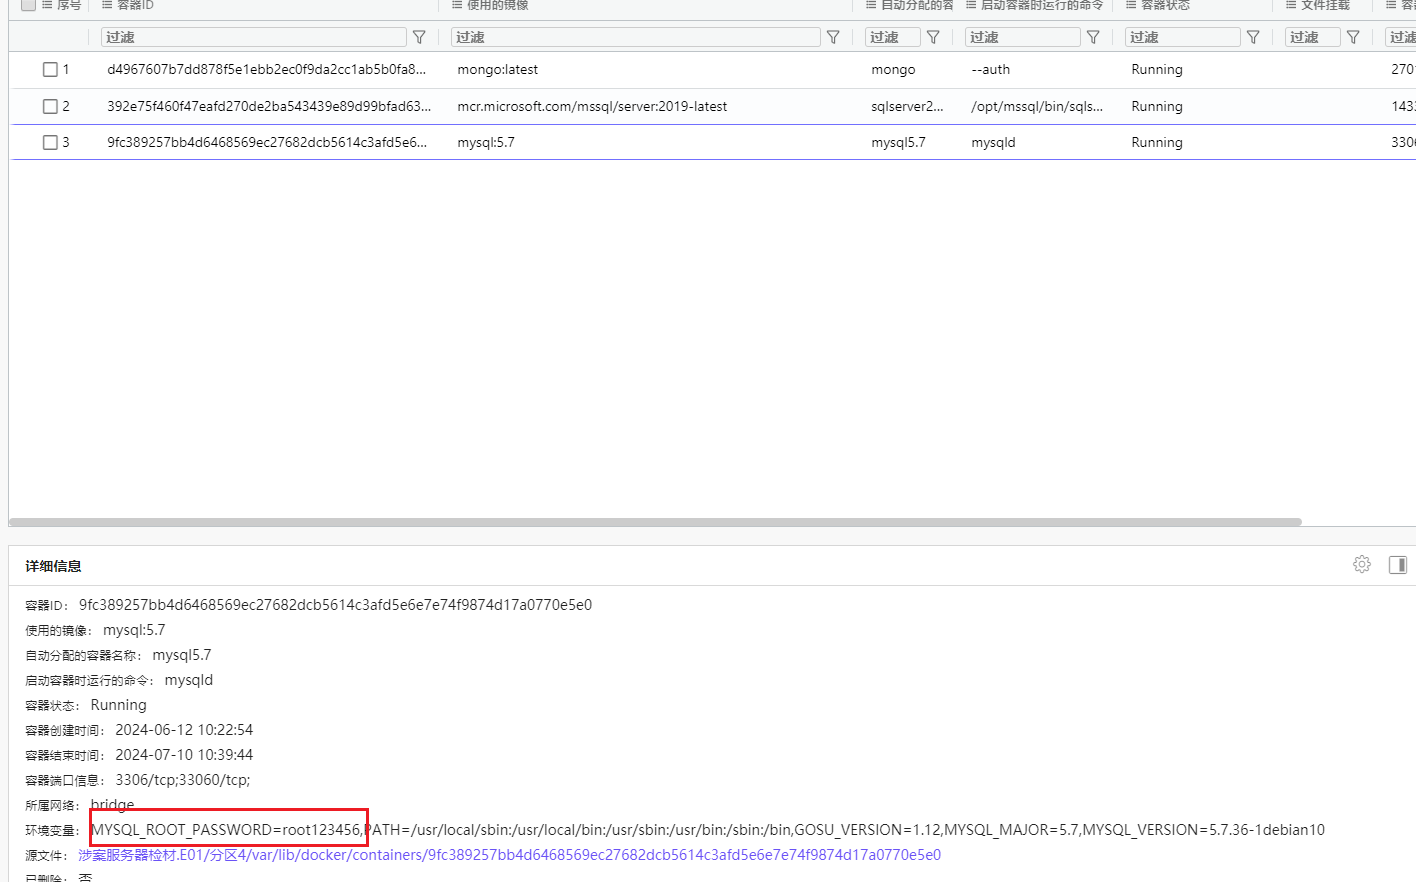 序号 容器ID 使用的镜像 自动分配的容 启动容器时运行的命令 容器状态 文件挂载 容
过滤 过滤 过滤 过滤 过滤 过滤 过滤
1 d4967607b7dd878f5e1ebb2ec0f9da2cc1ab5b0fa8... mongo:latest mongo --auth Running 2701
2 392e75f460f47eafd270de2ba543439e89d99bfad63... mcr.microsoft.com/mssql/server:2019-latest sqlserver2... /opt/mssql/bin/sqls... Running 1433
3 9fc389257bb4d6468569ec27682dcb5614c3afd5e6... mysql:5.7 mysql5.7 mysqld Running 3306
详细信息
容器ID： 9fc389257bb4d6468569ec27682dcb5614c3afd5e6e7e74f9874d17a0770e5e0
使用的镜像： mysql:5.7
自动分配的容器名称： mysql5.7
启动容器时运行的命令： mysqld
容器状态： Running
容器创建时间： 2024-06-12 10:22:54
容器结束时间： 2024-07-10 10:39:44
容器端口信息： 3306/tcp;33060/tcp;
所属网络： bridge
环境变量： MYSQL_ROOT_PASSWORD=root123456,PATH=/usr/local/sbin:/usr/local/bin:/usr/sbin:/usr/bin:/sbin:/bin,GOSU_VERSION=1.12,MYSQL_MAJOR=5.7,MYSQL_VERSION=5.7.36-1debian10
源文件： 涉案服务器检材.E01/分区4/var/lib/docker/containers/9fc389257bb4d6468569ec27682dcb5614c3afd5e6e7e74f9874d17a0770e5e0
已删除： 否